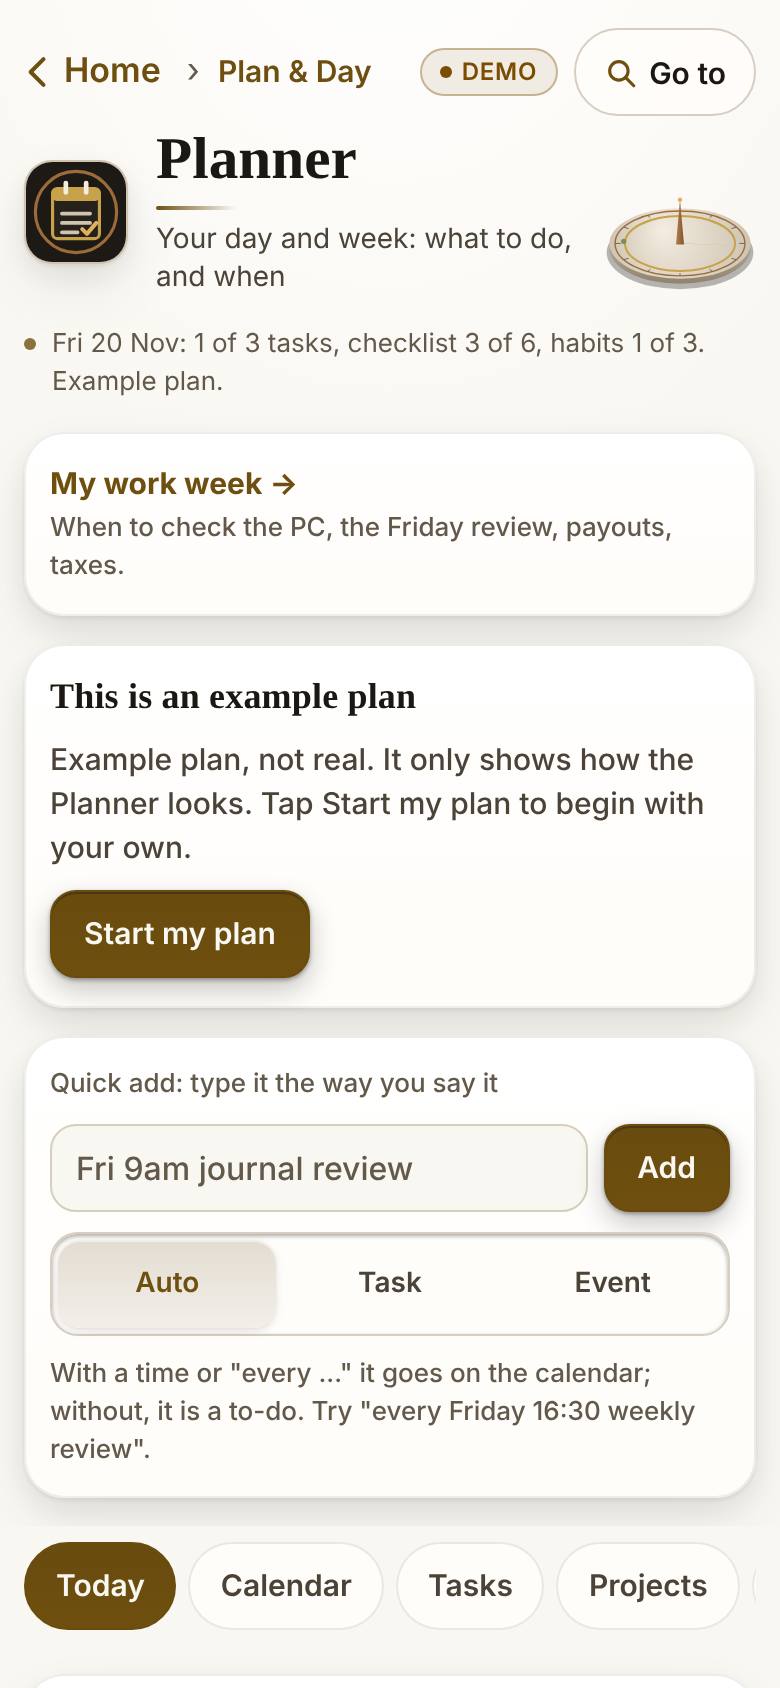 Home › Plan & Day
DEMO
Go to
Planner
Your day and week: what to do,
and when
Fri 20 Nov: 1 of 3 tasks, checklist 3 of 6, habits 1 of 3.
Example plan.
My work week →
When to check the PC, the Friday review, payouts,
taxes.
This is an example plan
Example plan, not real. It only shows how the
Planner looks. Tap Start my plan to begin with
your own.
Start my plan
Quick add: type it the way you say it
Fri 9am journal review
Add
Auto
Task
Event
With a time or "every ..." it goes on the calendar;
without, it is a to-do. Try "every Friday 16:30 weekly
review".
Today
Calendar
Tasks
Projects